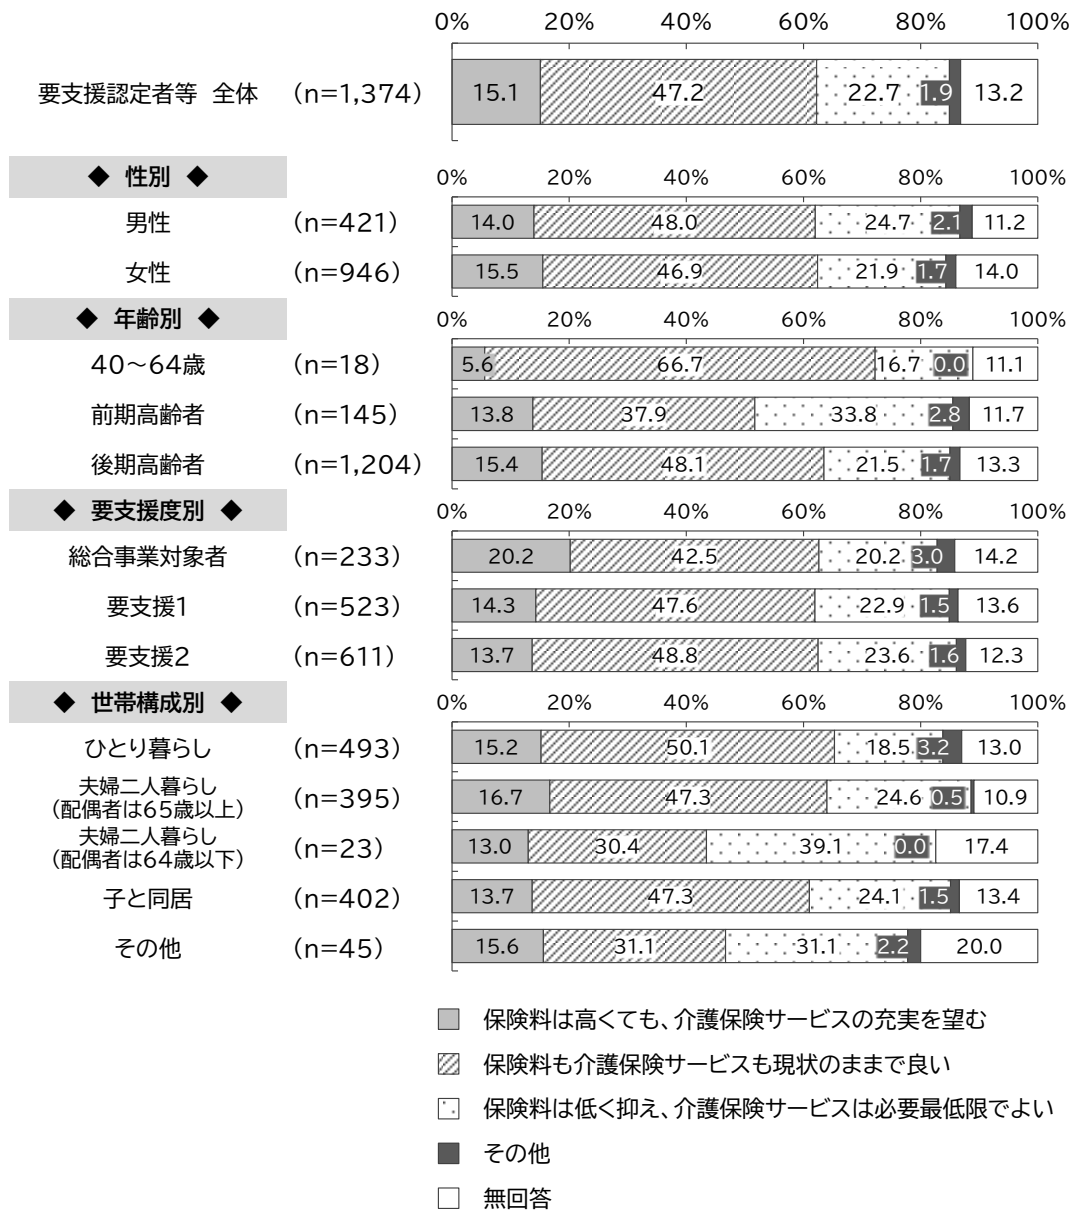 0% 20% 40% 60% 80% 100%
要支援認定者等 全体 (n=1,374) 15.1 47.2 22.7 1.9 13.2
◆ 性別 ◆ 0% 20% 40% 60% 80% 100%
男性 (n=421) 14.0 48.0 24.7 2.1 11.2
女性 (n=946) 15.5 46.9 21.9 1.7 14.0
◆ 年齢別 ◆ 0% 20% 40% 60% 80% 100%
40～64歳 (n=18) 5.6 66.7 16.7 0.0 11.1
前期高齢者 (n=145) 13.8 37.9 33.8 2.8 11.7
後期高齢者 (n=1,204) 15.4 48.1 21.5 1.7 13.3
◆ 要支援度別 ◆ 0% 20% 40% 60% 80% 100%
総合事業対象者 (n=233) 20.2 42.5 20.2 3.0 14.2
要支援1 (n=523) 14.3 47.6 22.9 1.5 13.6
要支援2 (n=611) 13.7 48.8 23.6 1.6 12.3
◆ 世帯構成別 ◆ 0% 20% 40% 60% 80% 100%
ひとり暮らし (n=493) 15.2 50.1 18.5 3.2 13.0
夫婦二人暮らし
(配偶者は65歳以上) (n=395) 16.7 47.3 24.6 0.5 10.9
夫婦二人暮らし
(配偶者は64歳以下) (n=23) 13.0 30.4 39.1 0.0 17.4
子と同居 (n=402) 13.7 47.3 24.1 1.5 13.4
その他 (n=45) 15.6 31.1 31.1 2.2 20.0
保険料は高くても、介護保険サービスの充実を望む
保険料も介護保険サービスも現状のままで良い
保険料は低く抑え、介護保険サービスは必要最低限でよい
その他
無回答